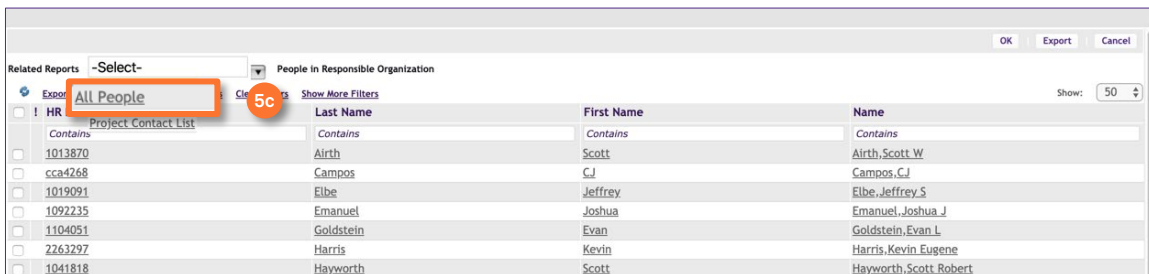 OK Export Cancel
Related Reports -Select- People in Responsible Organization
Export All People 5c Show More Filters Show: 50
! HR Last Name First Name Name
Project Contact List
Contains Contains Contains Contains
1013870 Airth Scott Airth,Scott W
cca4268 Campos CJ Campos,CJ
1019091 Elbe Jeffrey Elbe,Jeffrey S
1092235 Emanuel Joshua Emanuel,Joshua J
1104051 Goldstein Evan Goldstein,Evan L
2263297 Harris Kevin Harris,Kevin Eugene
1041818 Hayworth Scott Hayworth,Scott Robert